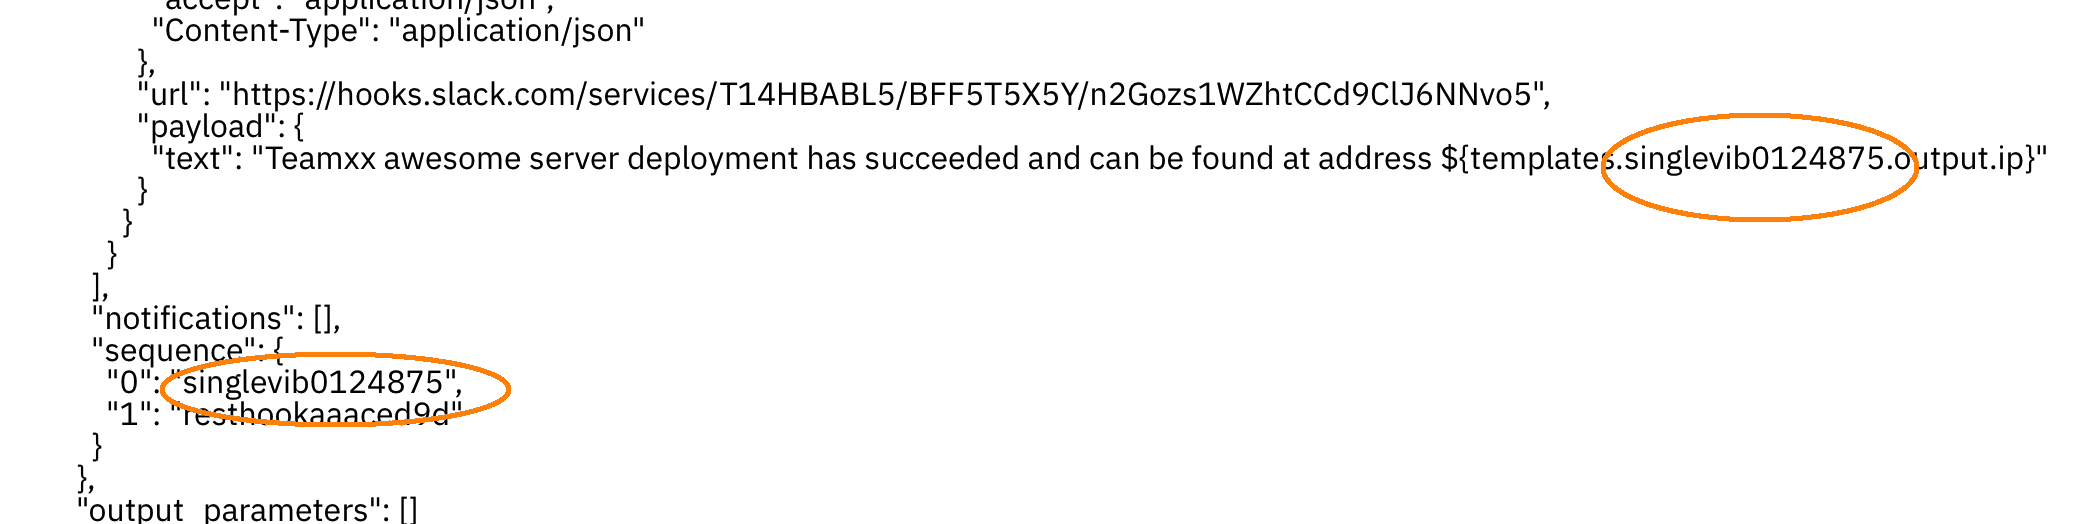 "accept": "application/json",
"Content-Type": "application/json"
},
"url": "https://hooks.slack.com/services/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",
"payload": {
"text": "Teamxx awesome server deployment has succeeded and can be found at address ${templates.singlevib0124875.output.ip}"
}
}
}
],
"notifications": [],
"sequence": {
"0": "singlevib0124875",
"1": "resthookaaaced9d"
}
},
"output_parameters": []